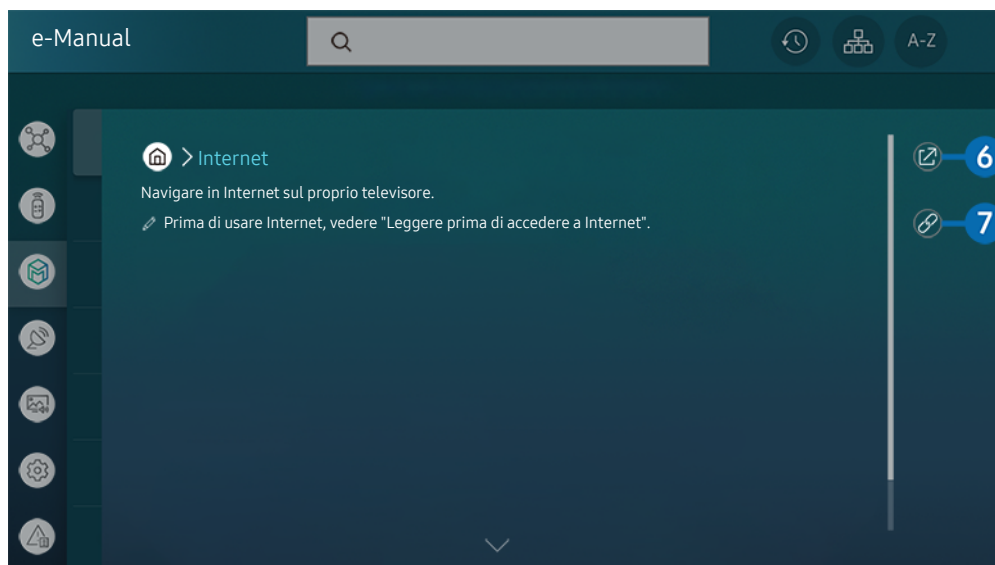 e-Manual
A-Z
Internet
6
Navigare in Internet sul proprio televisore.
Prima di usare Internet, vedere "Leggere prima di accedere a Internet".
7